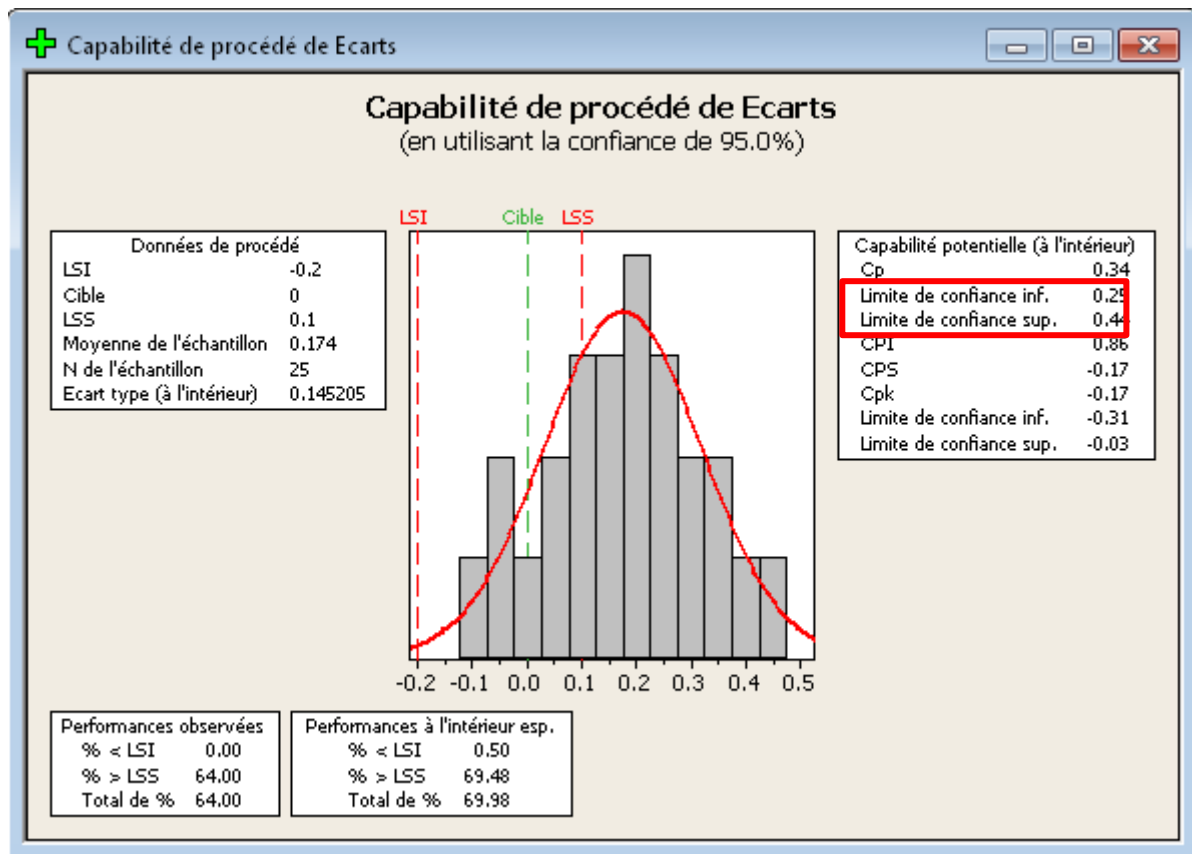 Capabilité de procédé de Ecarts
Capabilité de procédé de Ecarts
(en utilisant la confiance de 95.0%)
LSI Cible LSS
Données de procédé
LSI -0.2
Cible 0
LSS 0.1
Moyenne de l'échantillon 0.174
N de l'échantillon 25
Ecart type (à l'intérieur) 0.145205
Capabilité potentielle (à l'intérieur)
Cp 0.34
Limite de confiance inf. 0.25
Limite de confiance sup. 0.44
CPI 0.86
CPS -0.17
Cpk -0.17
Limite de confiance inf. -0.31
Limite de confiance sup. -0.03
-0.2 -0.1 0.0 0.1 0.2 0.3 0.4 0.5
Performances observées
% < LSI 0.00
% > LSS 64.00
Total de % 64.00
Performances à l'intérieur esp.
% < LSI 0.50
% > LSS 69.48
Total de % 69.98